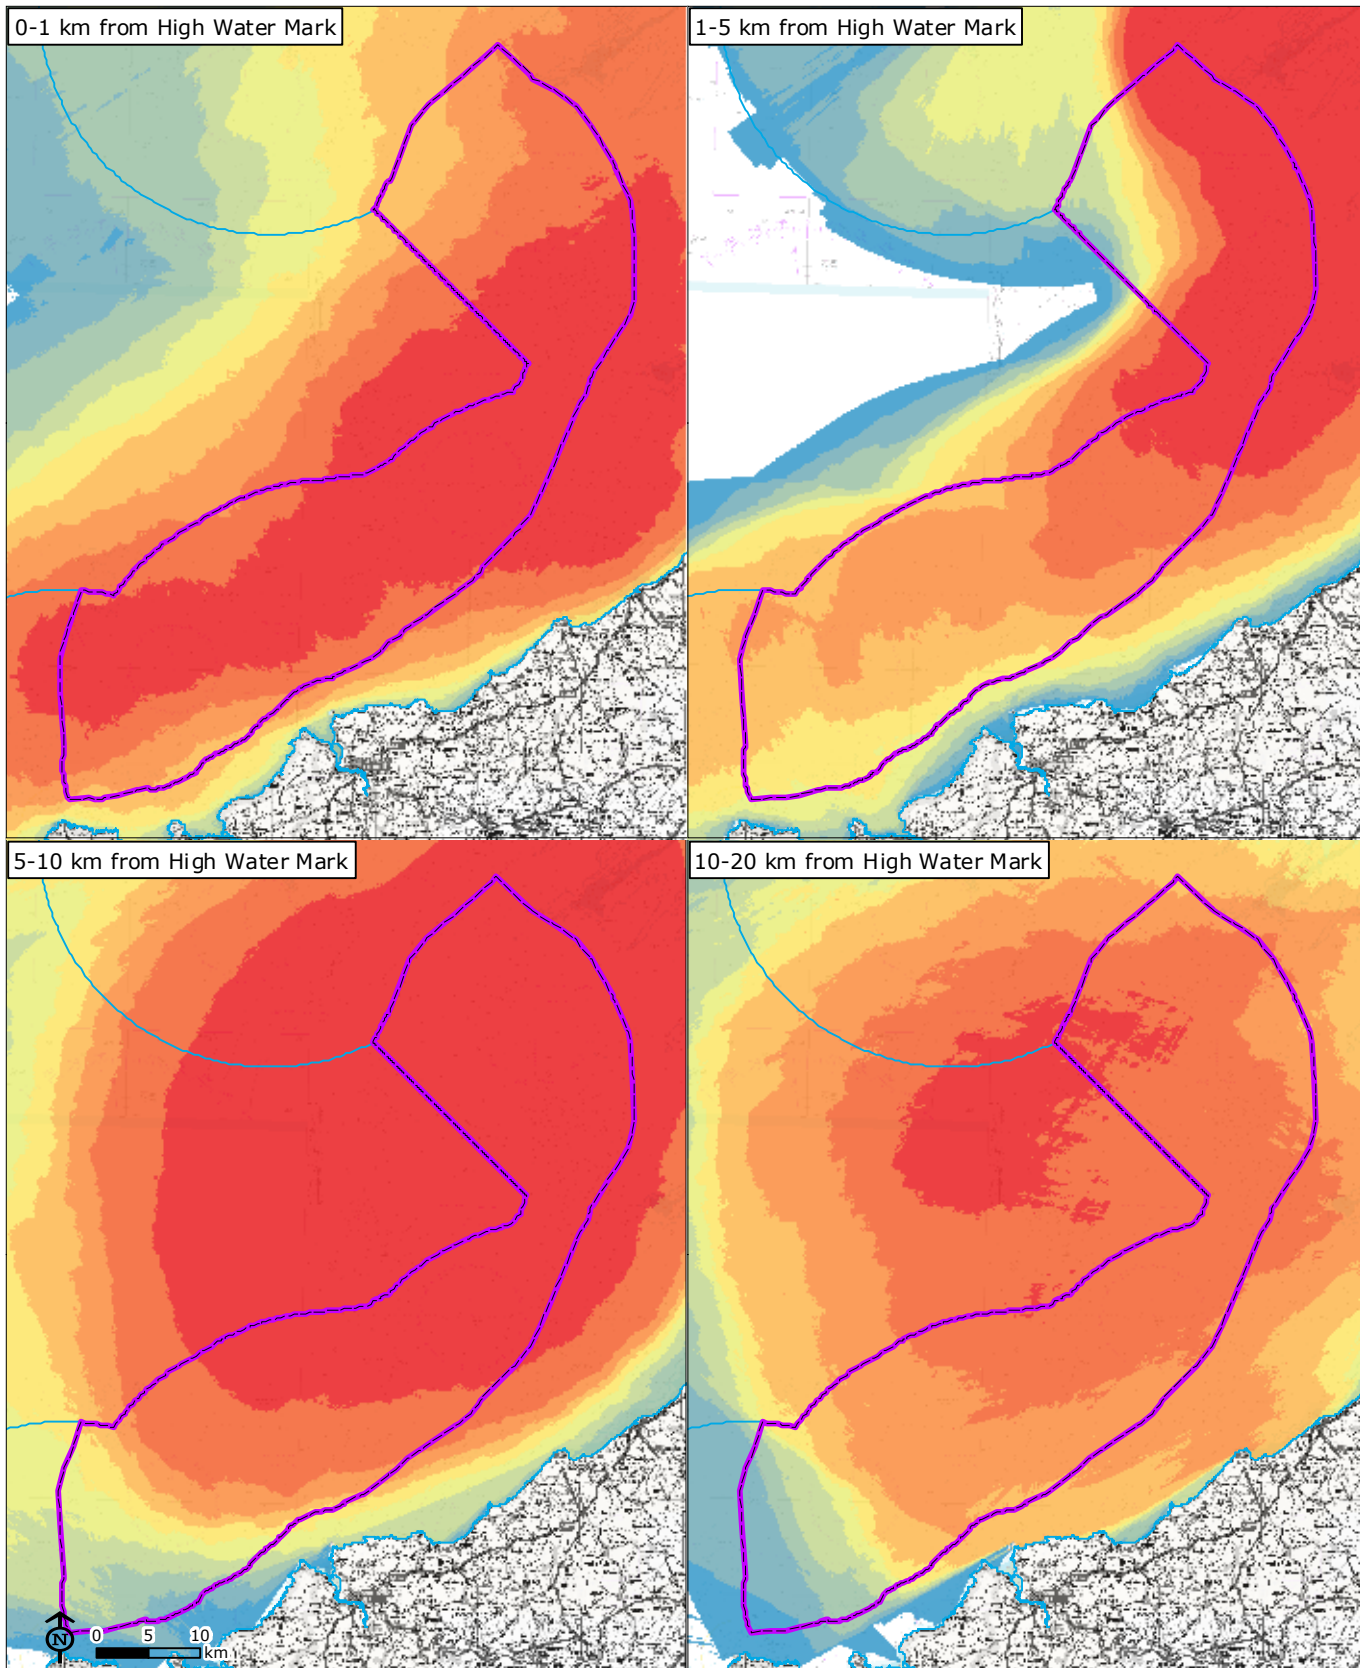 0-1 km from High Water Mark
1-5 km from High Water Mark
5-10 km from High Water Mark
10-20 km from High Water Mark
N
0 5 10
km